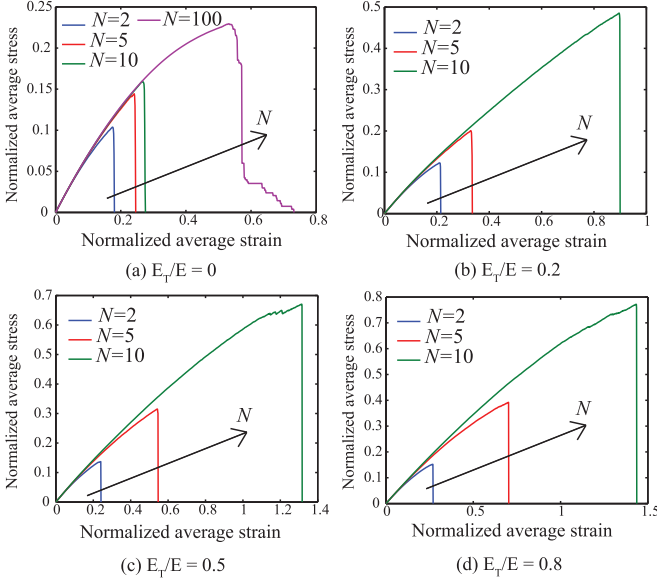 0.25
N=2 N=100
N=5
N=10
0.2
0.15
0.1
0.05
0
Normalized average stress
N
0 0.2 0.4 0.6 0.8
Normalized average strain
(a) E_T/E = 0
0.5
N=2
N=5
N=10
0.4
0.3
0.2
0.1
0
Normalized average stress
N
0 0.2 0.4 0.6 0.8 1
Normalized average strain
(b) E_T/E = 0.2
0.7
N=2
N=5
N=10
0.6
0.5
0.4
0.3
0.2
0.1
0
Normalized average stress
N
0 0.2 0.4 0.6 0.8 1 1.2 1.4
Normalized average strain
(c) E_T/E = 0.5
0.8
N=2
N=5
N=10
0.7
0.6
0.5
0.4
0.3
0.2
0.1
0
Normalized average stress
N
0 0.5 1 1.5
Normalized average strain
(d) E_T/E = 0.8